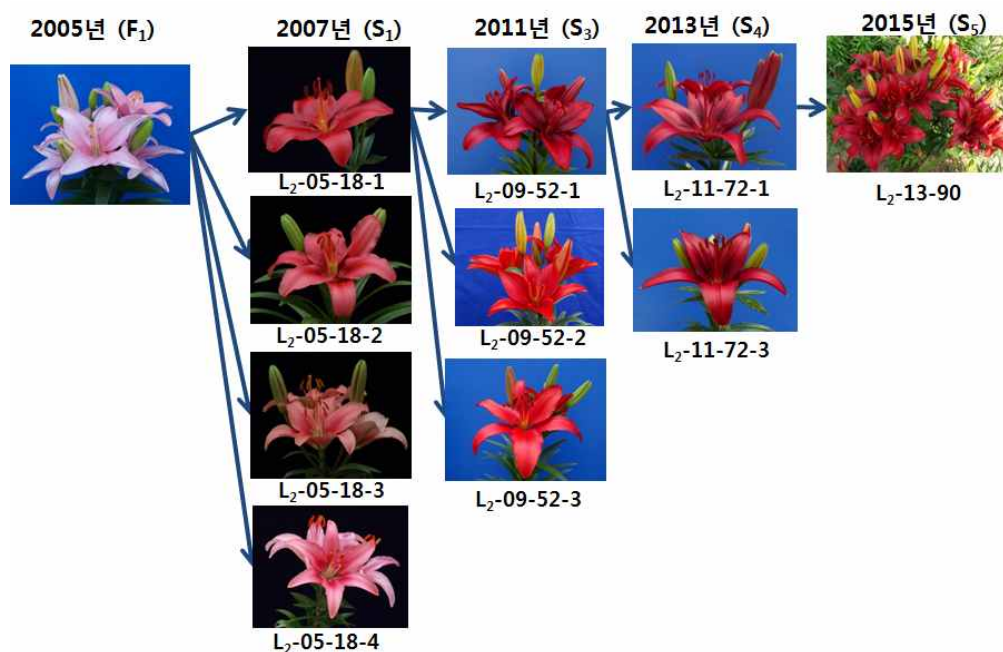 2005년 (F₁)
2007년 (S₁)
2011년 (S₃)
2013년 (S₄)
2015년 (S₅)
L₂-05-18-1
L₂-09-52-1
L₂-11-72-1
L₂-13-90
L₂-05-18-2
L₂-09-52-2
L₂-11-72-3
L₂-05-18-3
L₂-09-52-3
L₂-05-18-4